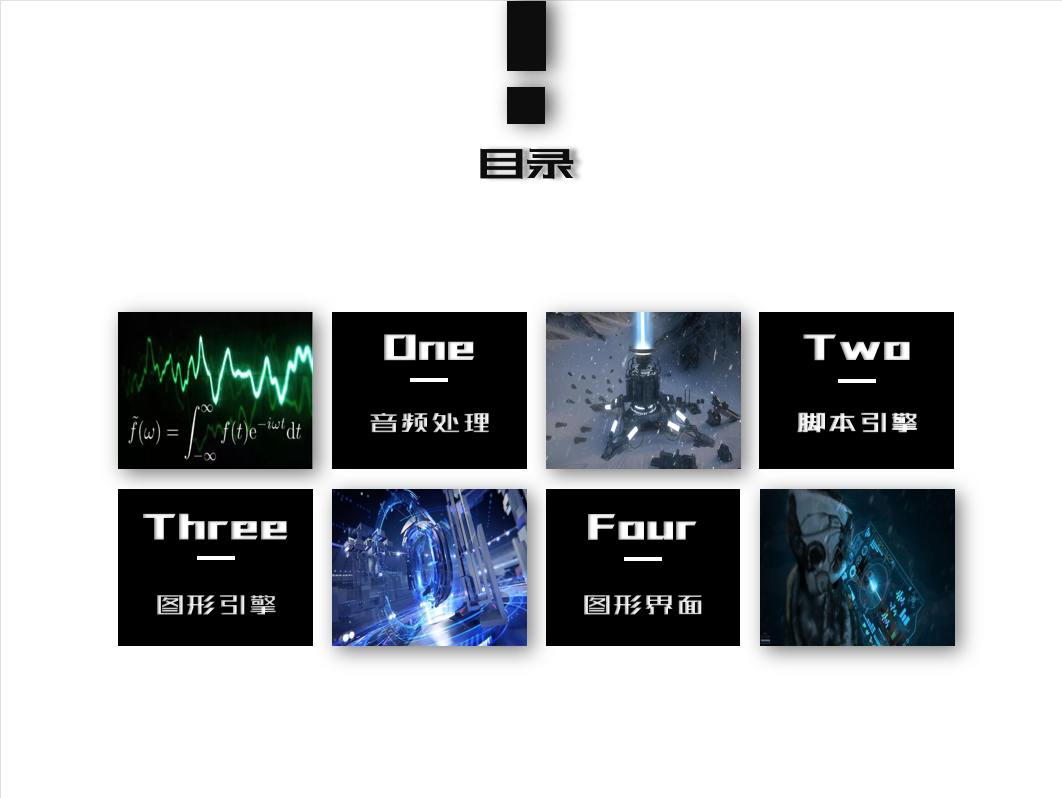 目录
One
音频处理
f̃(ω) = ∫_{-∞}^{∞} f(t)e^{-iωt}dt
Two
脚本引擎
Three
图形引擎
Four
图形界面